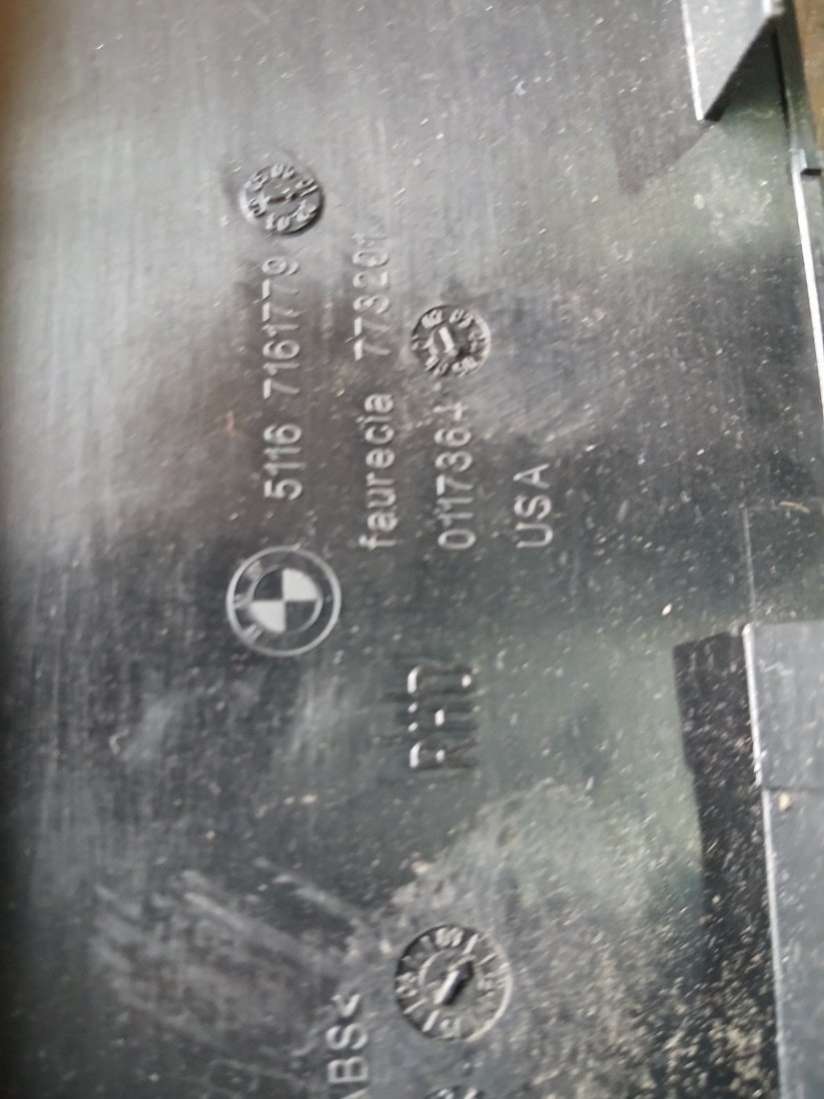 5116 7161779
faurecia 773201
0117364
USA
RHD
ABS<